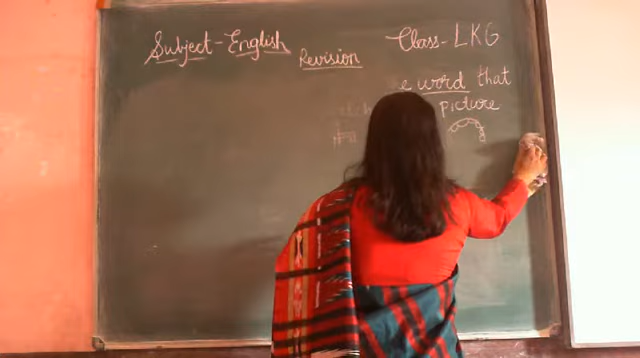 Subject - English
Class - LKG
Revision
word that
picture